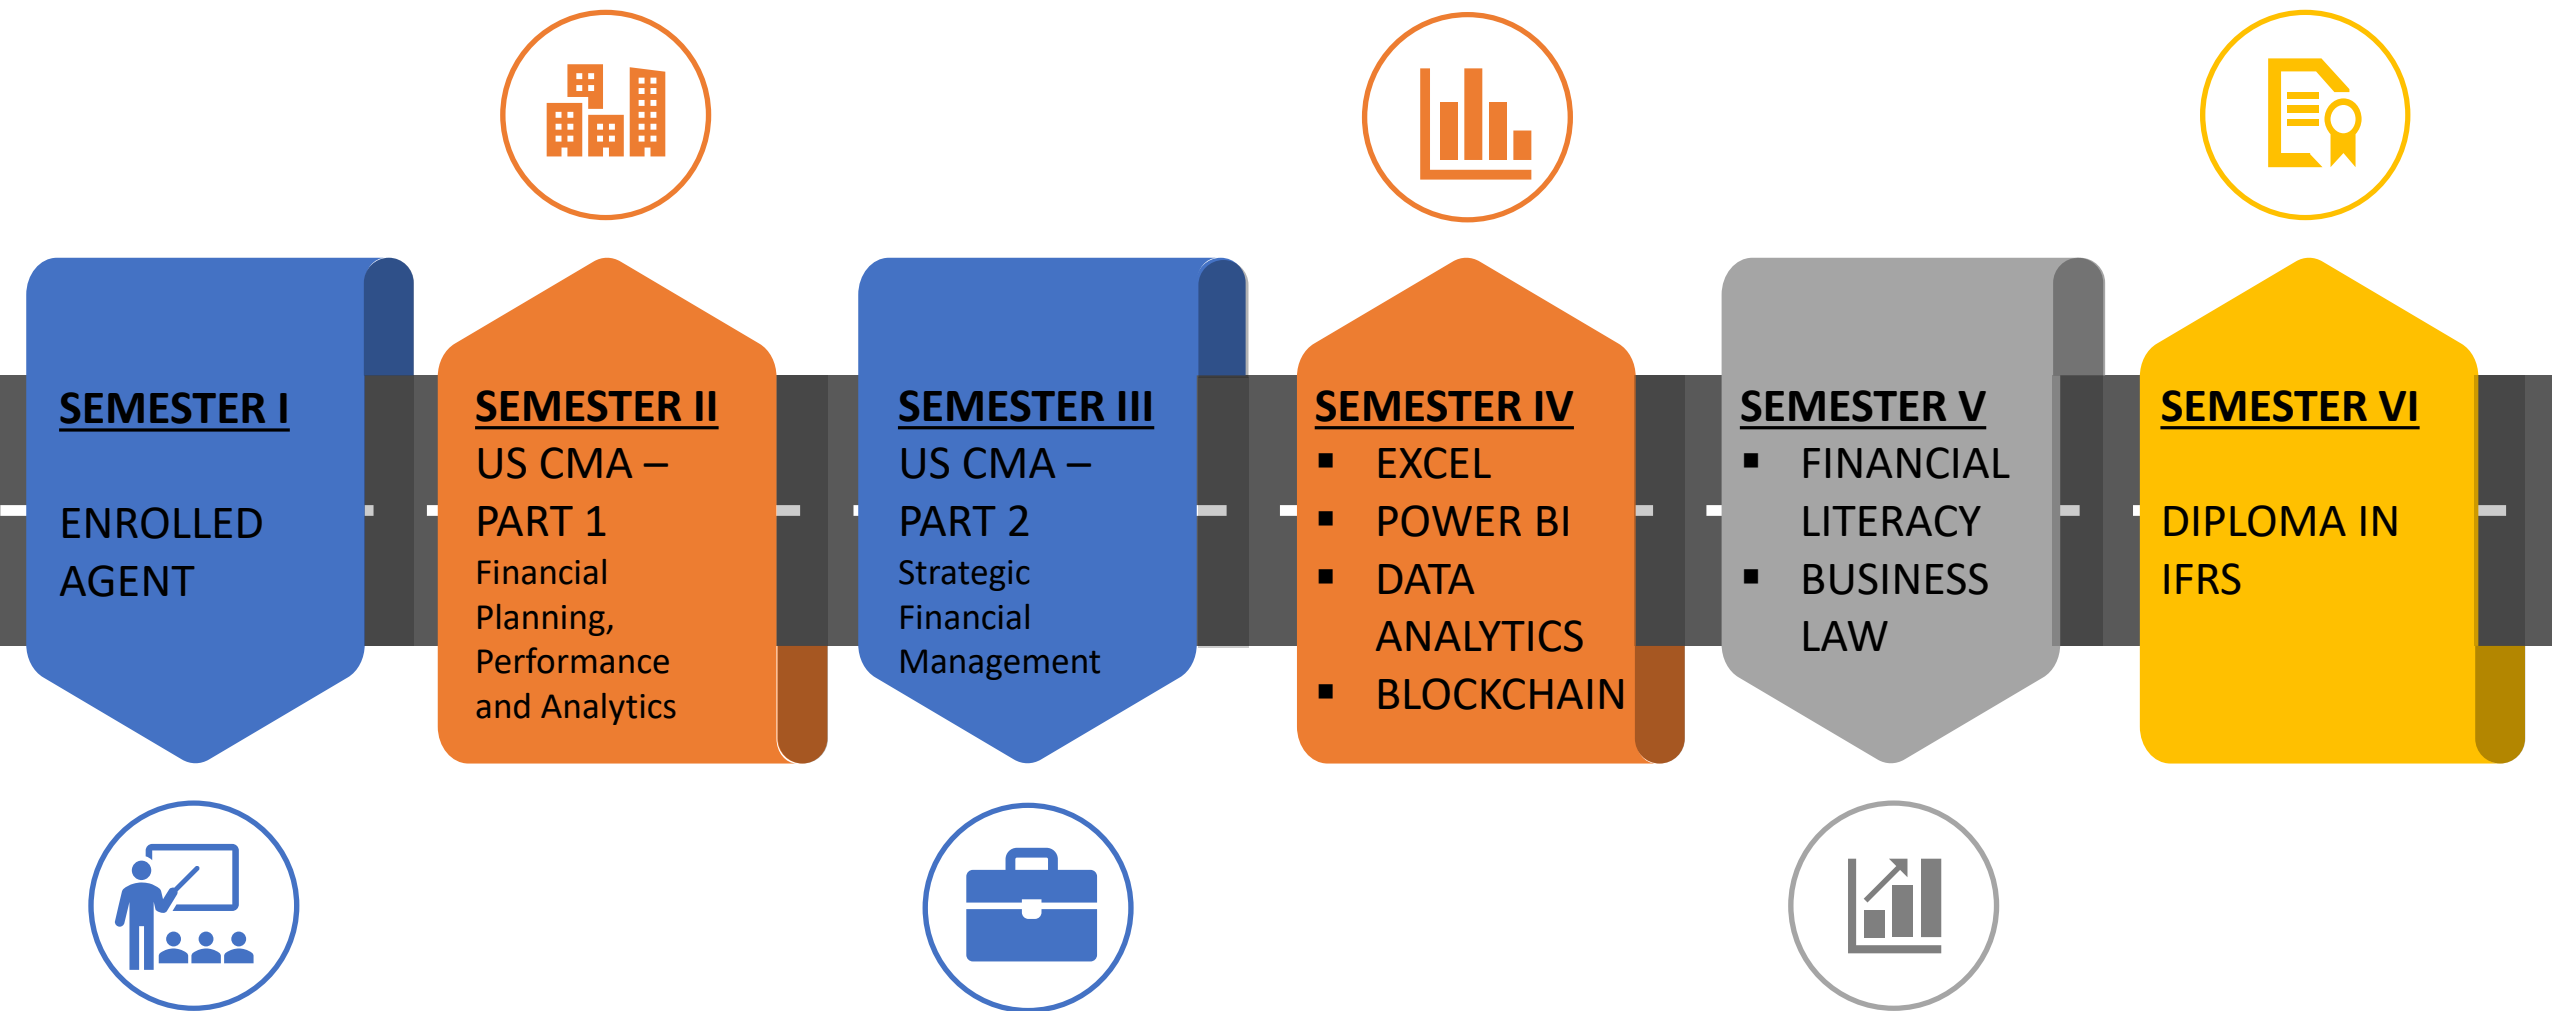 SEMESTER I
ENROLLED
AGENT
SEMESTER II
US CMA –
PART 1
Financial
Planning,
Performance
and Analytics
SEMESTER III
US CMA –
PART 2
Strategic
Financial
Management
SEMESTER IV
▪ EXCEL
▪ POWER BI
▪ DATA
ANALYTICS
▪ BLOCKCHAIN
SEMESTER V
▪ FINANCIAL
LITERACY
▪ BUSINESS
LAW
SEMESTER VI
DIPLOMA IN
IFRS